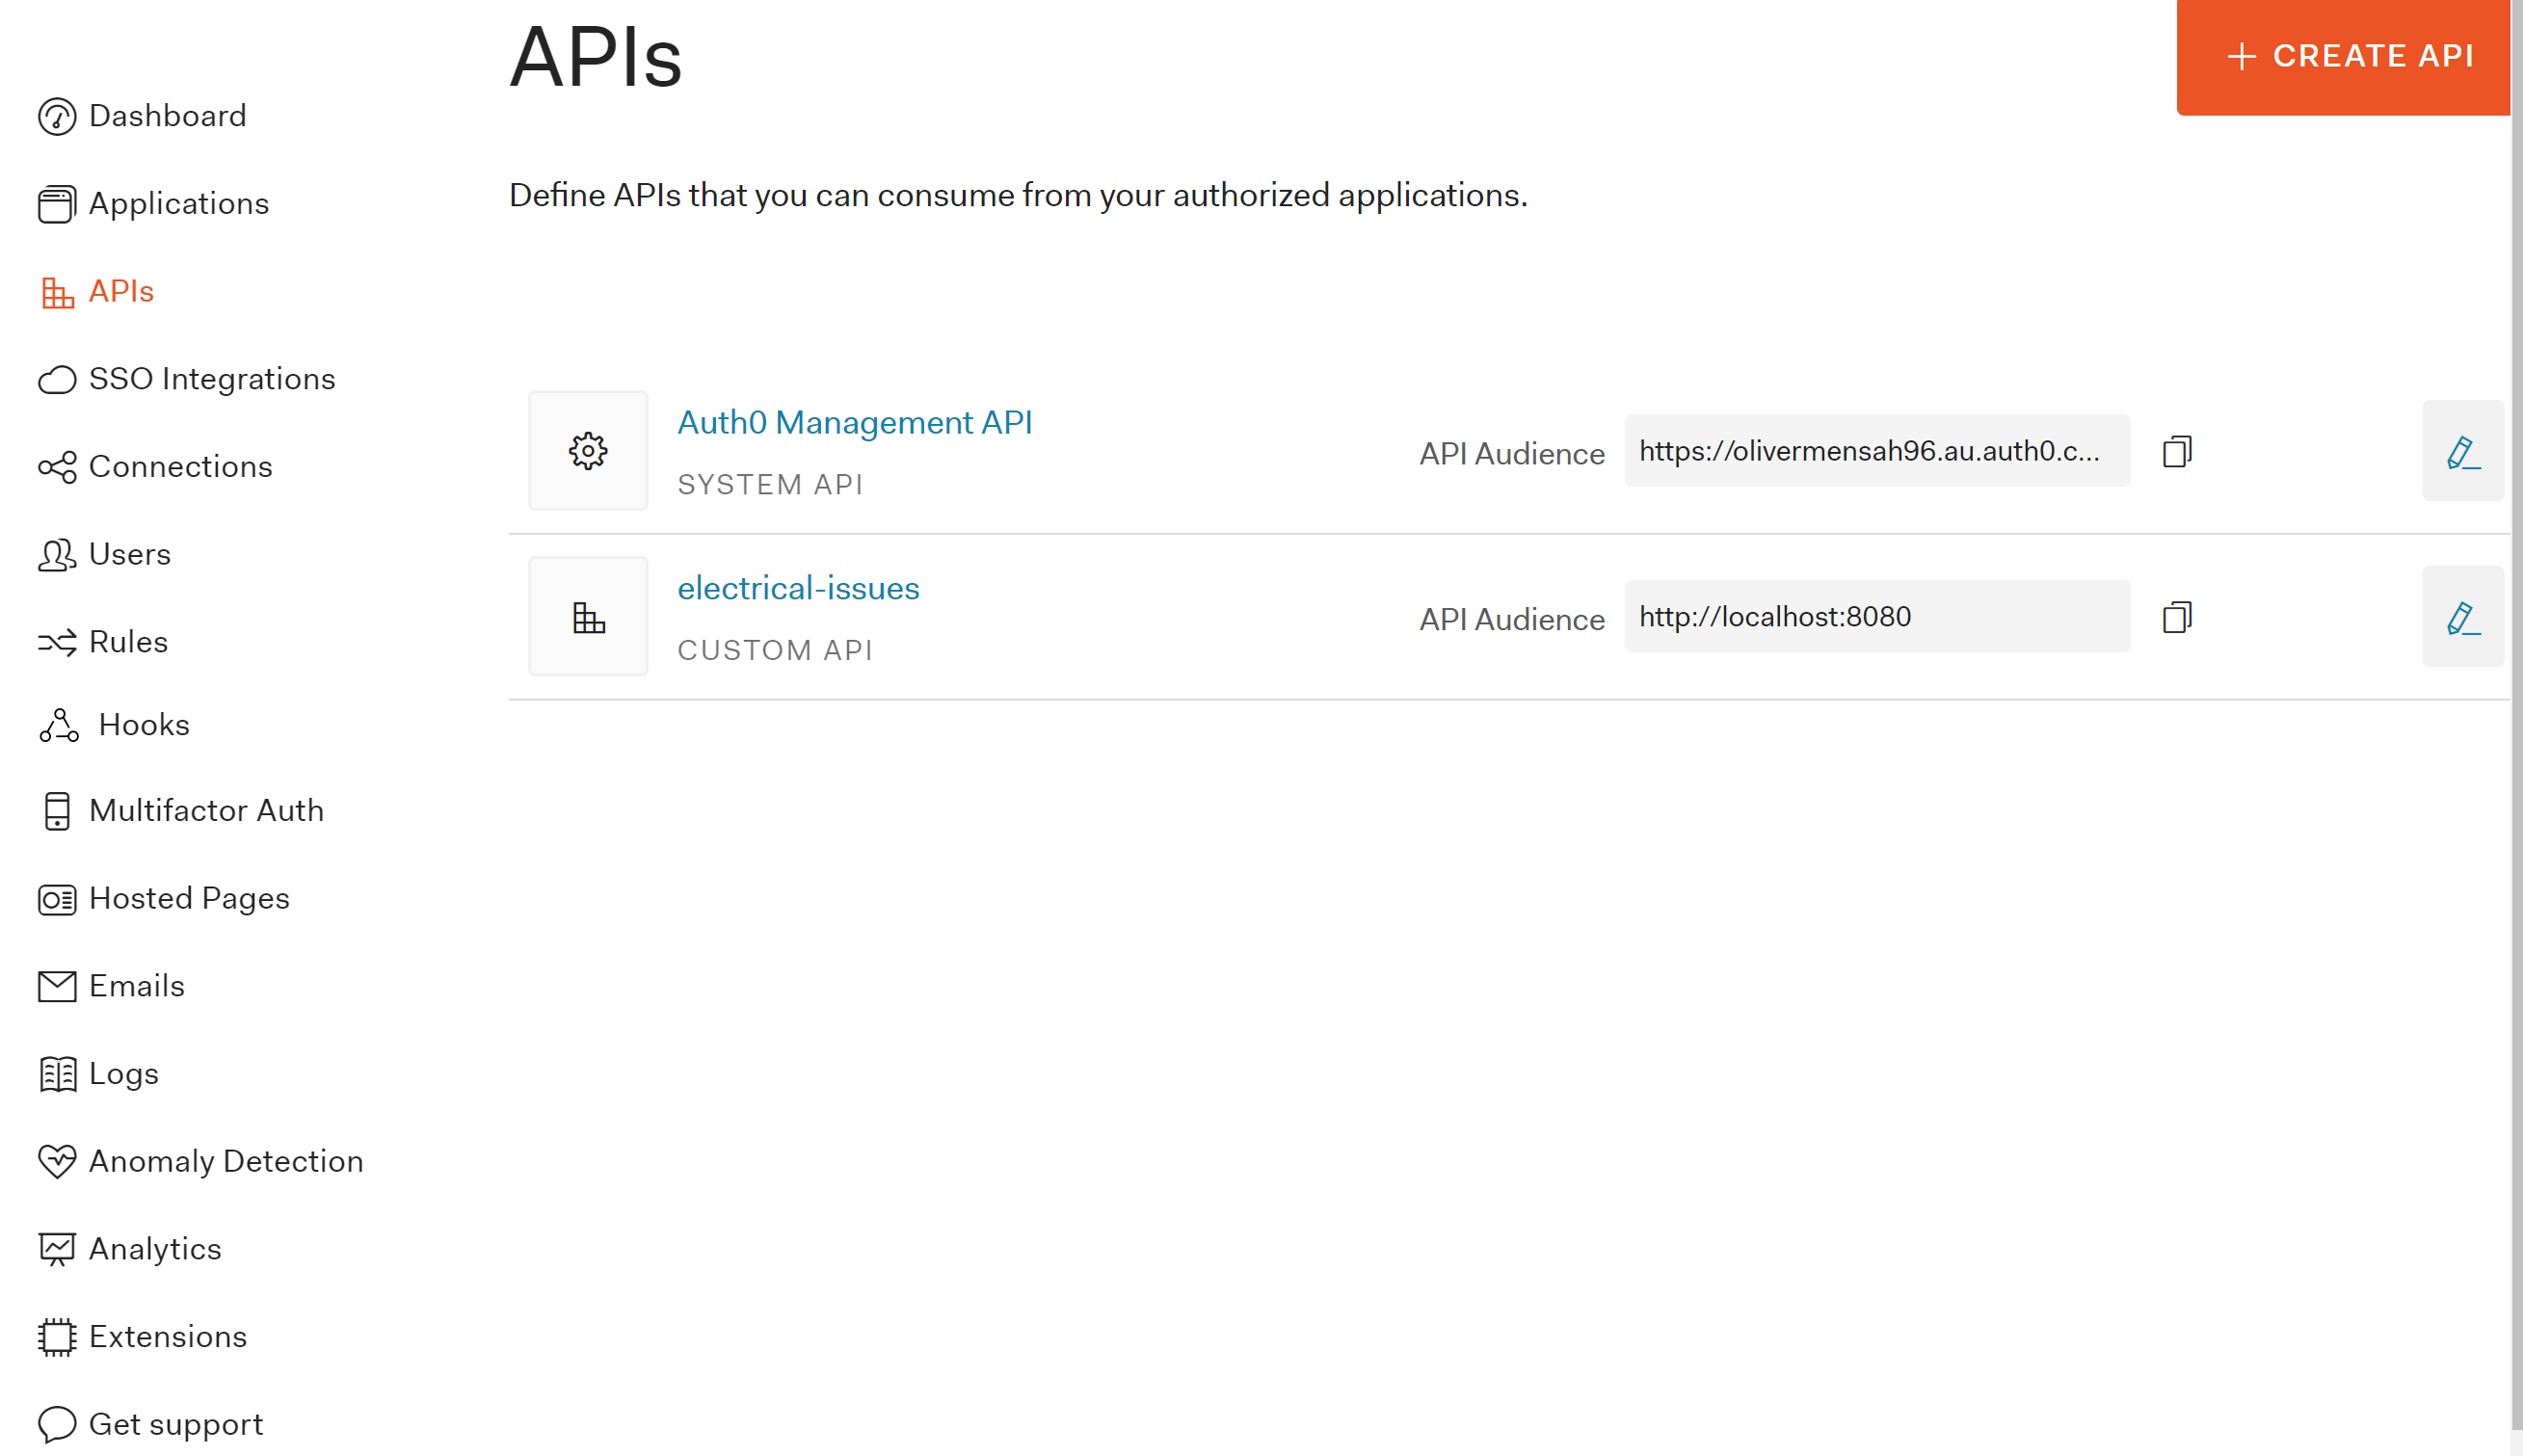 APIs
CREATE API
Dashboard
Applications
APIs
SSO Integrations
Connections
Users
Rules
Hooks
Multifactor Auth
Hosted Pages
Emails
Logs
Anomaly Detection
Analytics
Extensions
Get support
Define APIs that you can consume from your authorized applications.
Auth0 Management API
SYSTEM API
API Audience https://olivermensah96.au.auth0.c...
electrical-issues
CUSTOM API
API Audience http://localhost:8080